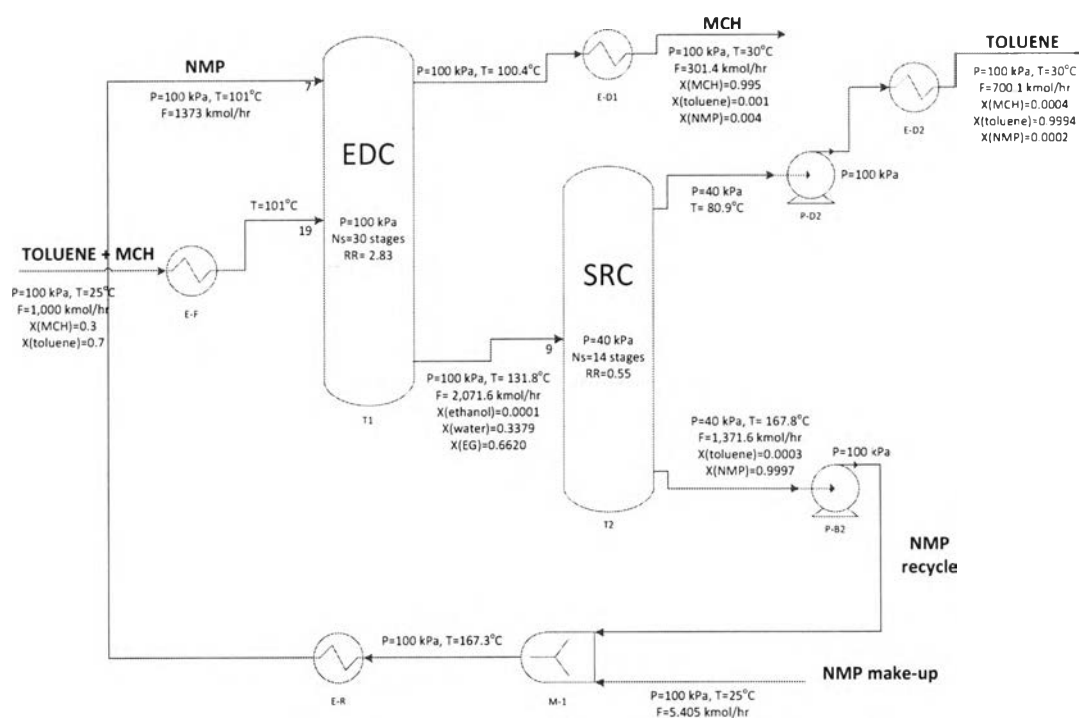 MCH
P=100 kPa, T=30°C
F=301.4 kmol/hr
X(MCH)=0.995
X(toluene)=0.001
X(NMP)=0.004
TOLUENE
P=100 kPa, T=30°C
F=700.1 kmol/hr
X(MCH)=0.0004
X(toluene)=0.9994
X(NMP)=0.0002
NMP
P=100 kPa, T=101°C
F=1373 kmol/hr
7
P=100 kPa, T= 100.4°C
E-D1
E-D2
EDC
P=100 kPa
Ns=30 stages
RR= 2.83
T1
P=40 kPa
T= 80.9°C
P=100 kPa
P-D2
T=101°C
19
TOLUENE + MCH
P=100 kPa, T=25°C
F=1,000 kmol/hr
X(MCH)=0.3
X(toluene)=0.7
E-F
SRC
P=40 kPa
Ns=14 stages
RR=0.55
T2
9
P=100 kPa, T= 131.8°C
F= 2,071.6 kmol/hr
X(ethanol)=0.0001
X(water)=0.3379
X(EG)=0.6620
P=40 kPa, T= 167.8°C
F=1,371.6 kmol/hr
X(toluene)=0.0003
X(NMP)=0.9997
P=100 kPa
P-B2
NMP
recycle
P=100 kPa, T=167.3°C
E-R
M-1
NMP make-up
P=100 kPa, T=25°C
F=5.405 kmol/hr